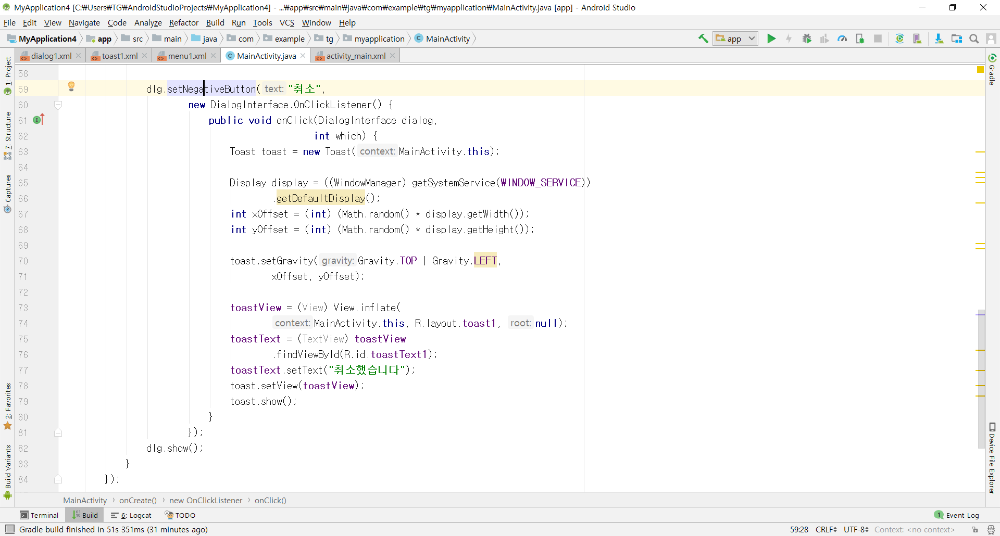 MyApplication4 [C:₩Users₩TG₩AndroidStudioProjects₩MyApplication4] - ...₩app₩src₩main₩java₩com₩example₩tg₩myapplication₩MainActivity.java [app] - Android Studio
File Edit View Navigate Code Analyze Refactor Build Run Tools VCS Window Help
MyApplication4 app src main java com example tg myapplication MainActivity app
dialog1.xml toast1.xml menu1.xml MainActivity.java activity_main.xml
1: Project
7: Structure
Captures
2: Favorites
Build Variants
Gradle
Device File Explorer
58
59 dlg.setNegativeButton( text: "취소",
60 new DialogInterface.OnClickListener() {
61 public void onClick(DialogInterface dialog,
62 int which) {
63 Toast toast = new Toast( context: MainActivity.this);
64
65 Display display = ((WindowManager) getSystemService(WINDOW_SERVICE))
66 .getDefaultDisplay();
67 int xOffset = (int) (Math.random() * display.getWidth());
68 int yOffset = (int) (Math.random() * display.getHeight());
69
70 toast.setGravity( gravity: Gravity.TOP | Gravity.LEFT,
71 xOffset, yOffset);
72
73 toastView = (View) View.inflate(
74 context: MainActivity.this, R.layout.toast1, root: null);
75 toastText = (TextView) toastView
76 .findViewById(R.id.toastText1);
77 toastText.setText("취소했습니다");
78 toast.setView(toastView);
79 toast.show();
80 }
81 });
82 dlg.show();
83 }
84 });
MainActivity › onCreate() › new OnClickListener › onClick()
Terminal Build 6: Logcat TODO 1 Event Log
Gradle build finished in 51s 351ms (31 minutes ago) 59:28 CRLF UTF-8 Context: <no context>